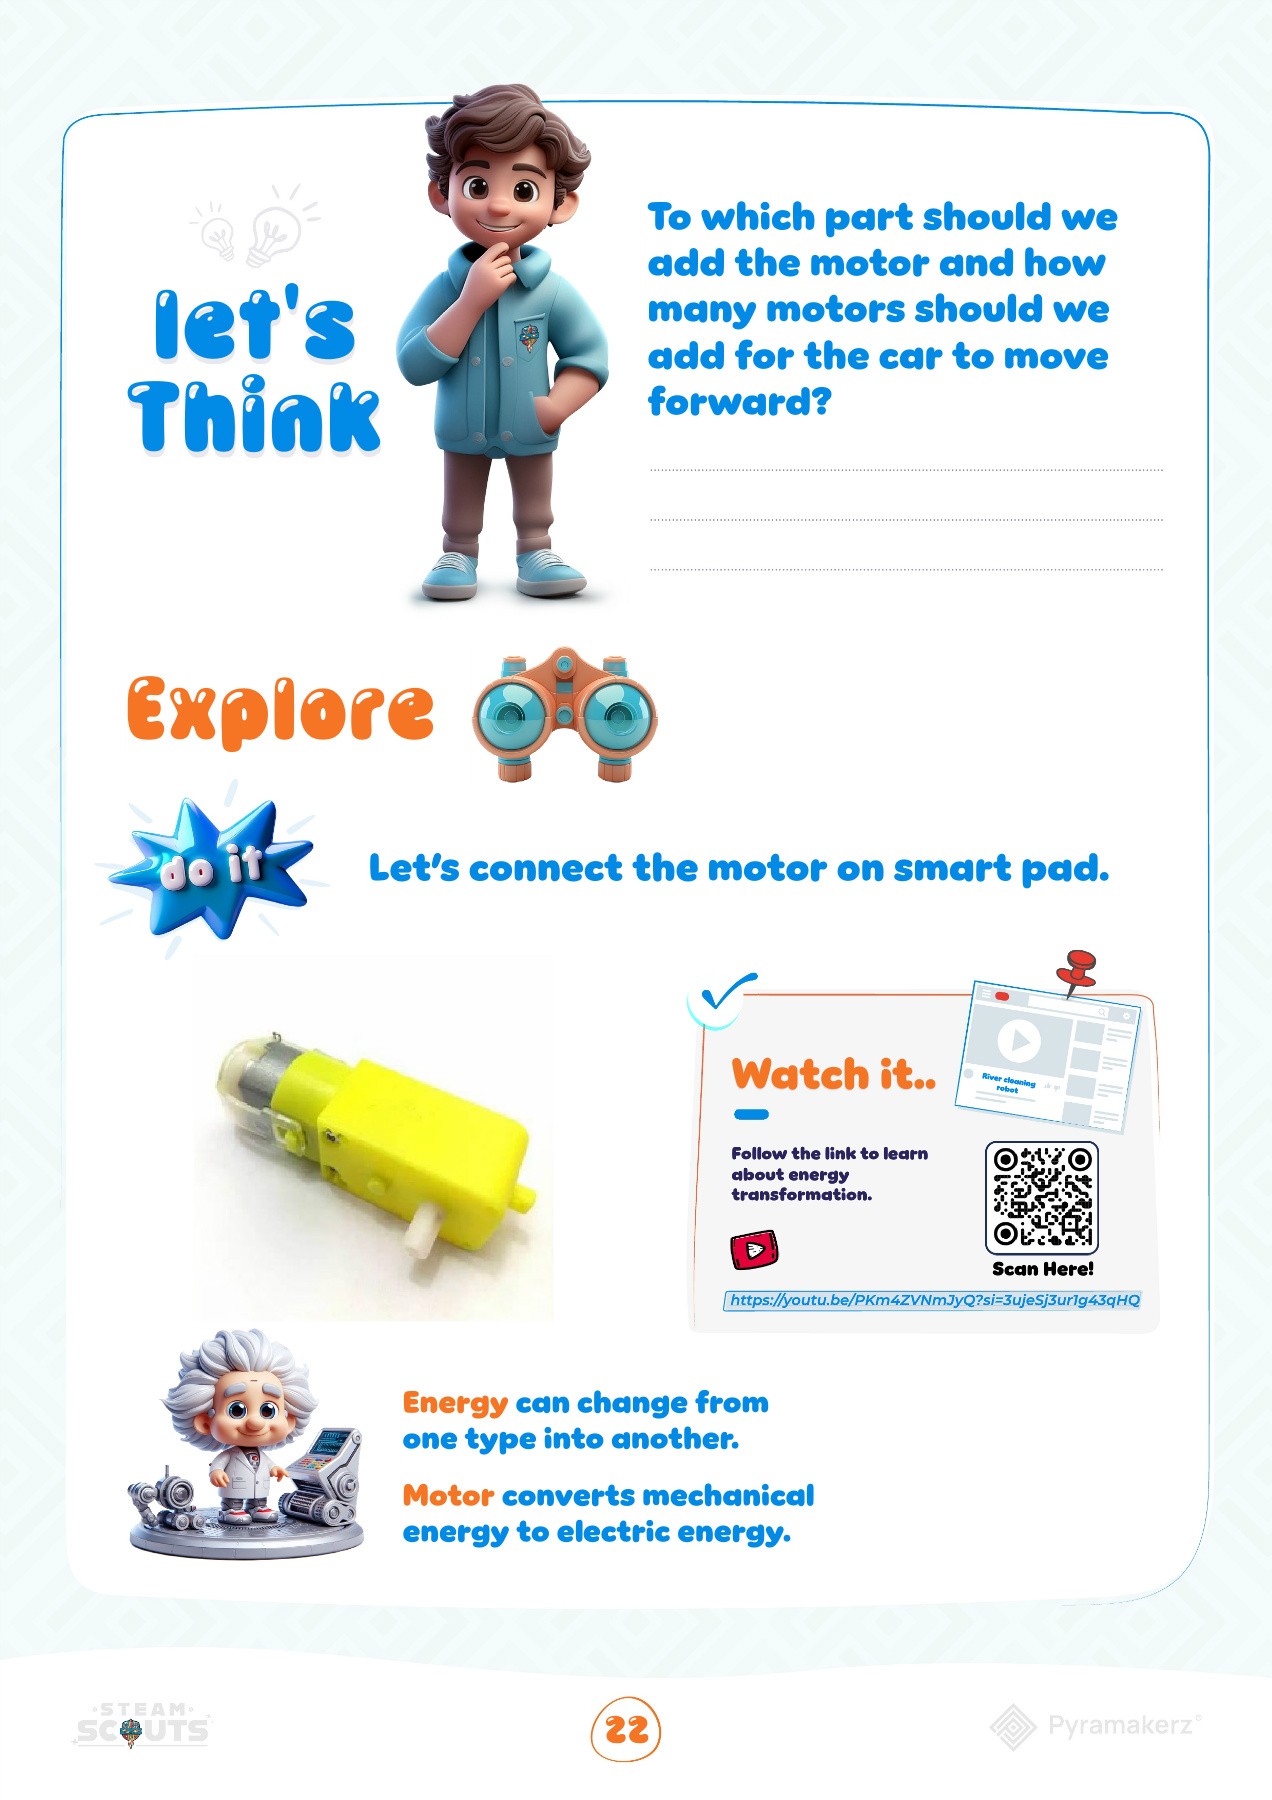 let's
Think
To which part should we
add the motor and how
many motors should we
add for the car to move
forward?
Explore
do it
Let's connect the motor on smart pad.
Watch it..
River cleaning
robot
Follow the link to learn
about energy
transformation.
Scan Here!
https://youtu.be/PKm4ZVNmJyQ?si=3ujeSj3ur1g43qHQ
Energy can change from
one type into another.
Motor converts mechanical
energy to electric energy.
STEAM
SCOUTS
22
Pyramakerz